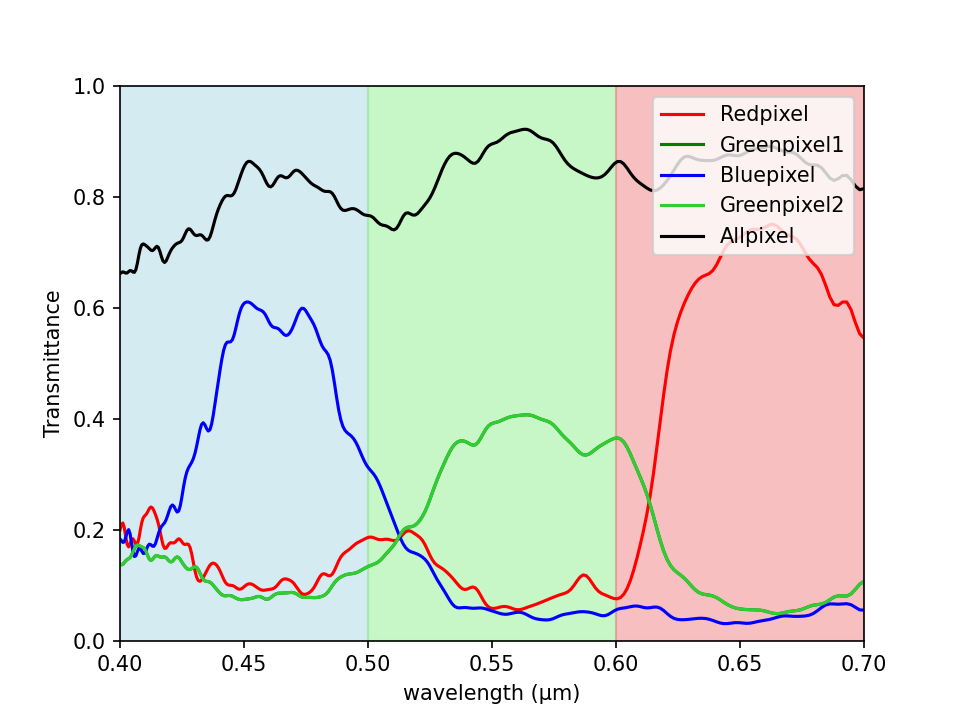 1.0
0.8
0.6
0.4
0.2
0.0
Transmittance
0.40 0.45 0.50 0.55 0.60 0.65 0.70
wavelength (μm)
Redpixel
Greenpixel1
Bluepixel
Greenpixel2
Allpixel